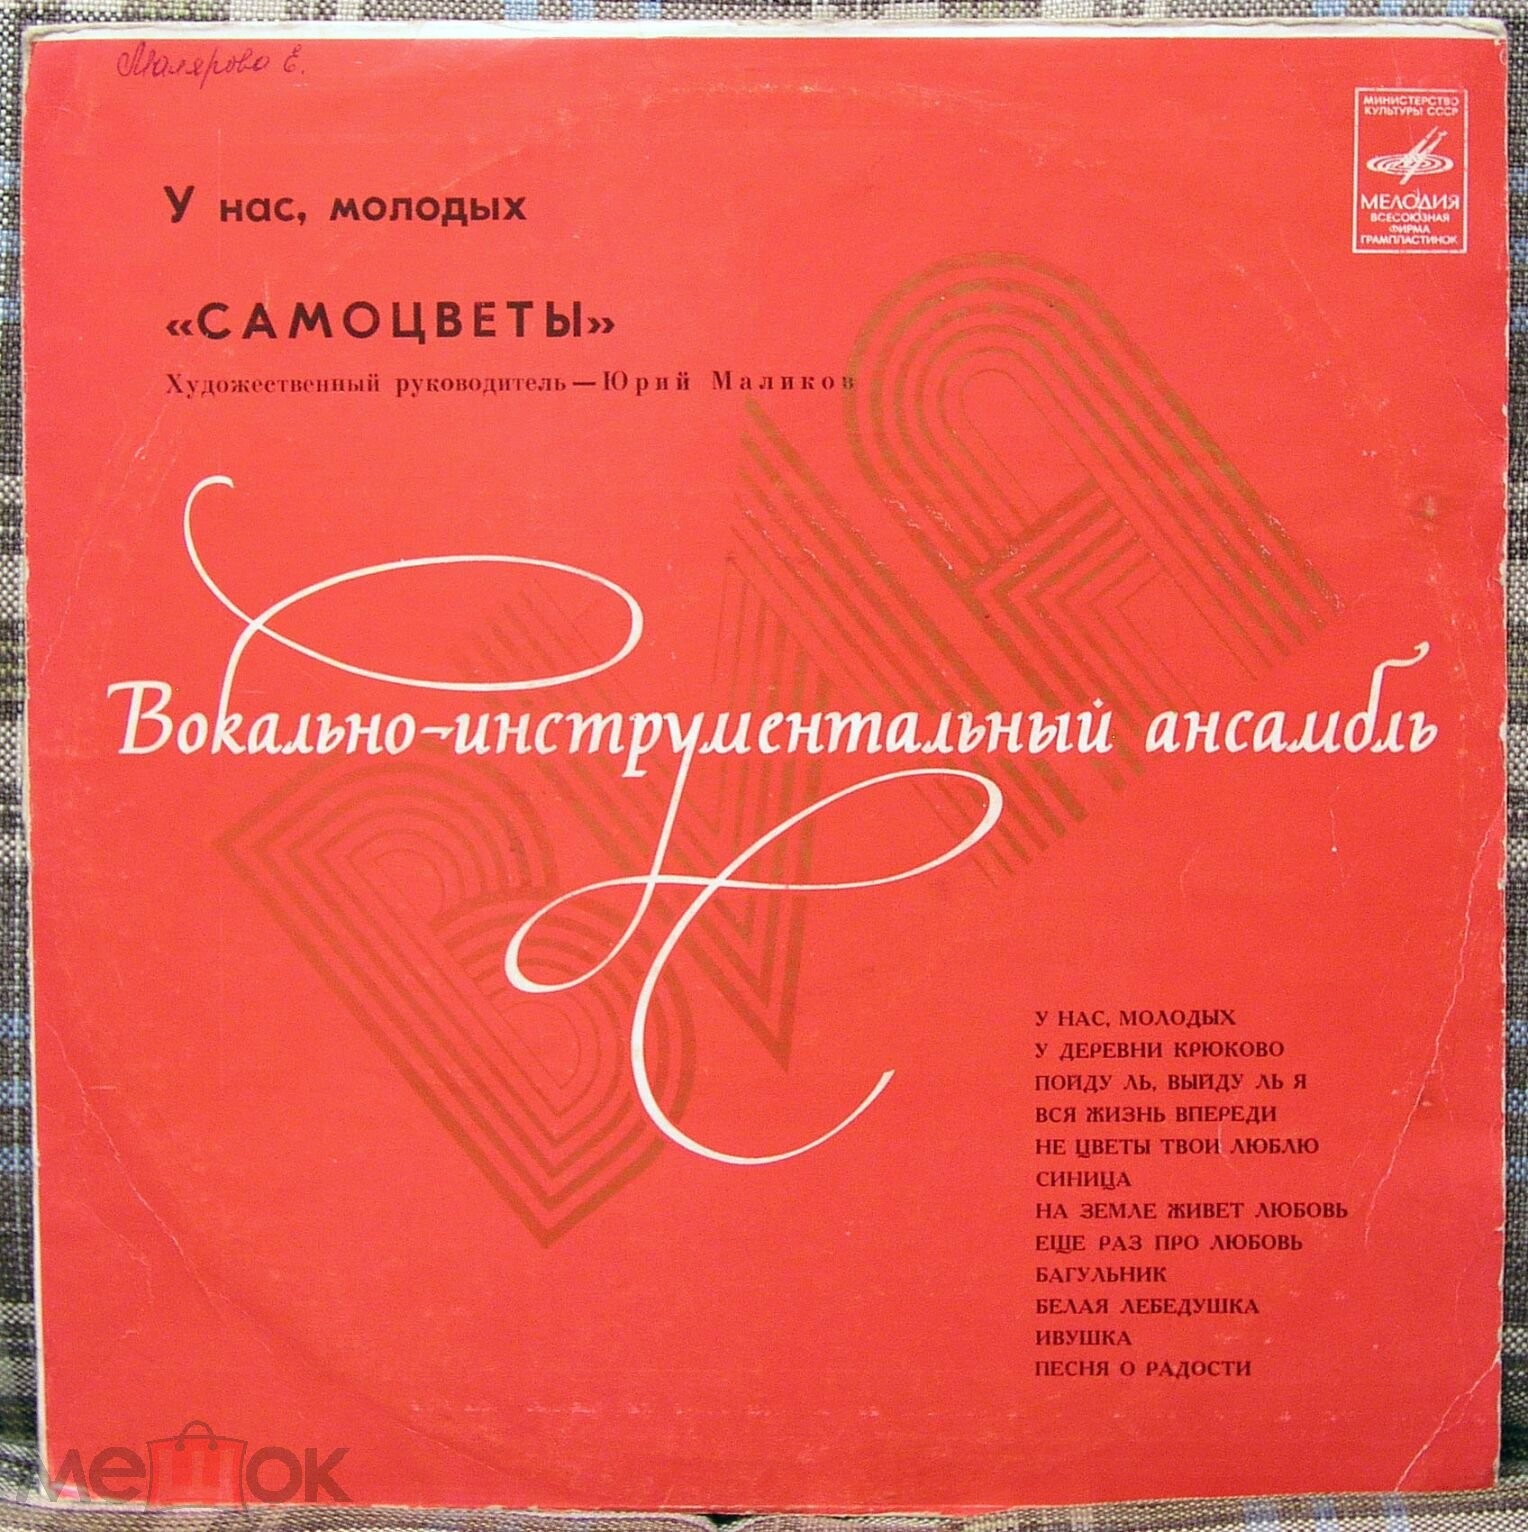 Малярова Е.
МИНИСТЕРСТВО
КУЛЬТУРЫ СССР
МЕЛОДИЯ
ВСЕСОЮЗНАЯ
ФИРМА
ГРАМПЛАСТИНОК
У нас, молодых
«САМОЦВЕТЫ»
Художественный руководитель — Юрий Маликов
ВИА
Вокально-инструментальный ансамбль
У НАС, МОЛОДЫХ
У ДЕРЕВНИ КРЮКОВО
ПОЙДУ ЛЬ, ВЫЙДУ ЛЬ Я
ВСЯ ЖИЗНЬ ВПЕРЕДИ
НЕ ЦВЕТЫ ТВОИ ЛЮБЛЮ
СИНИЦА
НА ЗЕМЛЕ ЖИВЕТ ЛЮБОВЬ
ЕЩЕ РАЗ ПРО ЛЮБОВЬ
БАГУЛЬНИК
БЕЛАЯ ЛЕБЕДУШКА
ИВУШКА
ПЕСНЯ О РАДОСТИ
мешок